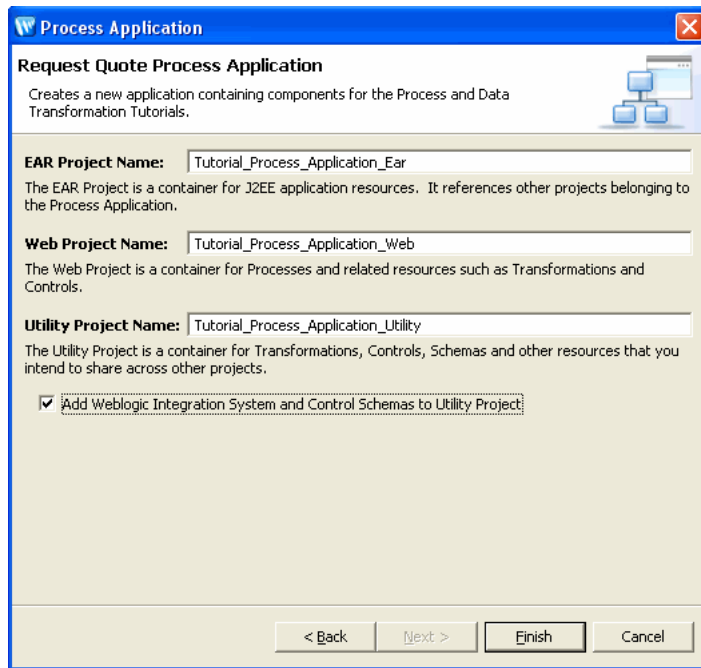 Process Application
Request Quote Process Application
Creates a new application containing components for the Process and Data
Transformation Tutorials.
EAR Project Name: Tutorial_Process_Application_Ear
The EAR Project is a container for J2EE application resources. It references other projects belonging to
the Process Application.
Web Project Name: Tutorial_Process_Application_Web
The Web Project is a container for Processes and related resources such as Transformations and
Controls.
Utility Project Name: Tutorial_Process_Application_Utility
The Utility Project is a container for Transformations, Controls, Schemas and other resources that you
intend to share across other projects.
Add Weblogic Integration System and Control Schemas to Utility Project
< Back Next > Finish Cancel